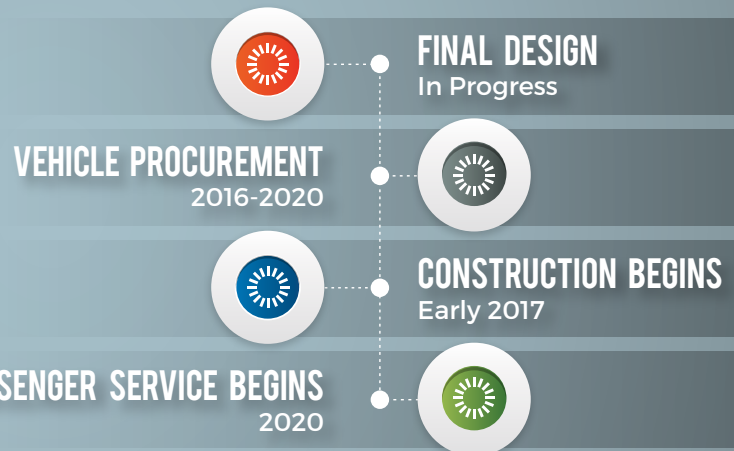 FINAL DESIGN
In Progress
VEHICLE PROCUREMENT
2016-2020
CONSTRUCTION BEGINS
Early 2017
SENGER SERVICE BEGINS
2020